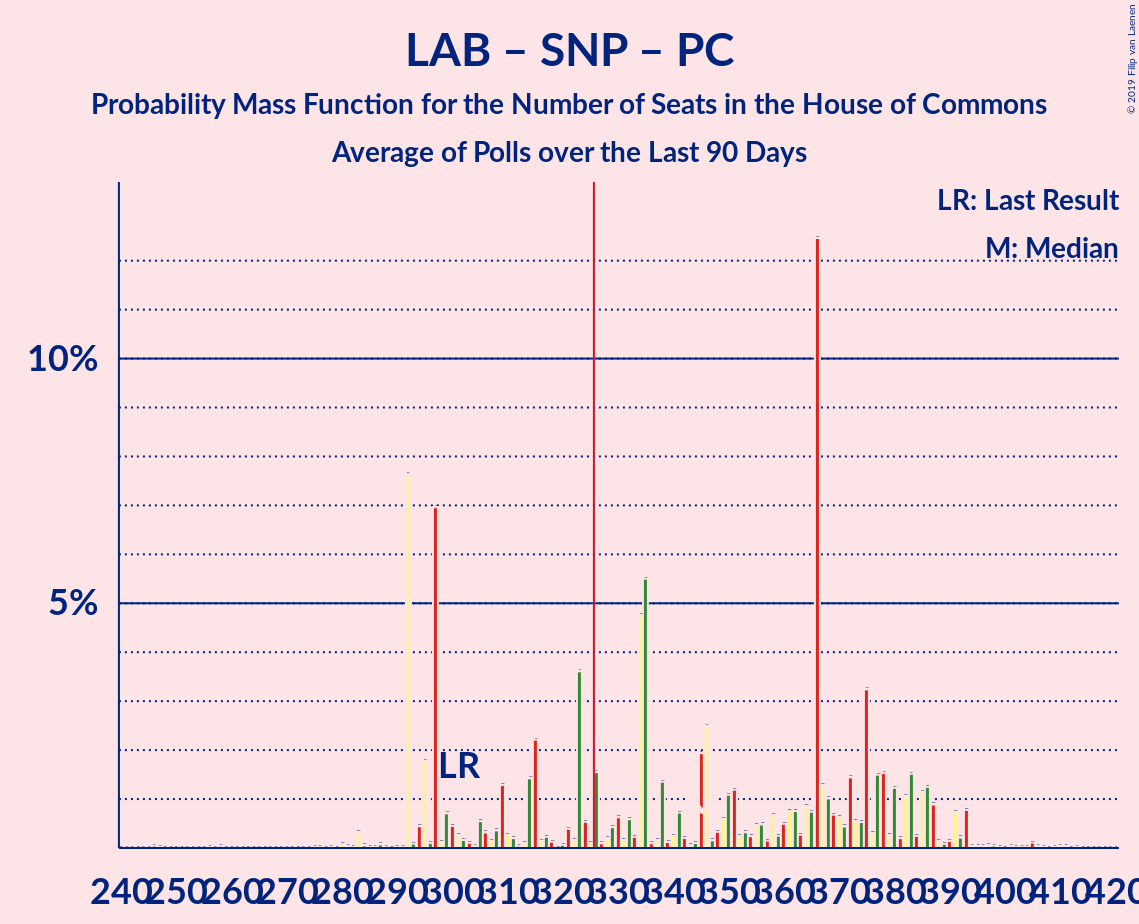 LAB – SNP – PC
Probability Mass Function for the Number of Seats in the House of Commons
Average of Polls over the Last 90 Days
© 2019 Filip van Laenen
LR: Last Result
M: Median
10%
5%
LR
240 250 260 270 280 290 300 310 320 330 340 350 360 370 380 390 400 410 420